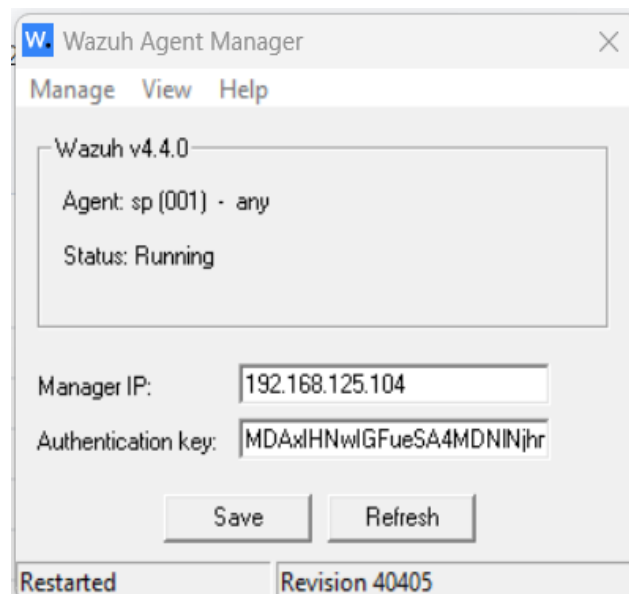 W. Wazuh Agent Manager
Manage View Help
Wazuh v4.4.0
Agent: sp (001) - any
Status: Running
Manager IP: 192.168.125.104
Authentication key: MDAxIHNwIGFueSA4MDNlNjhr
Save Refresh
Restarted Revision 40405